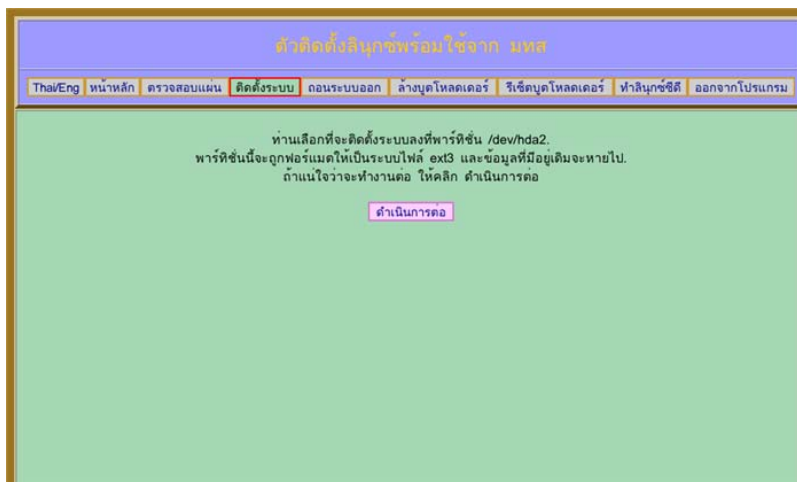 ตัวติดตั้งลินุกซ์พร้อมใช้จาก มทส
Thai/Eng หน้าหลัก ตรวจสอบแผ่น ติดตั้งระบบ ถอนระบบออก ล้างบูตโหลดเดอร์ รีเซ็ตบูตโหลดเดอร์ ทำลินุกซ์ซีดี ออกจากโปรแกรม
ท่านเลือกที่จะติดตั้งระบบลงที่พาร์ทิชั่น /dev/hda2.
พาร์ทิชั่นนี้จะถูกฟอร์แมตให้เป็นระบบไฟล์ ext3 และข้อมูลที่มีอยู่เดิมจะหายไป.
ถ้าแน่ใจว่าจะทำงานต่อ ให้คลิก ดำเนินการต่อ
ดำเนินการต่อ